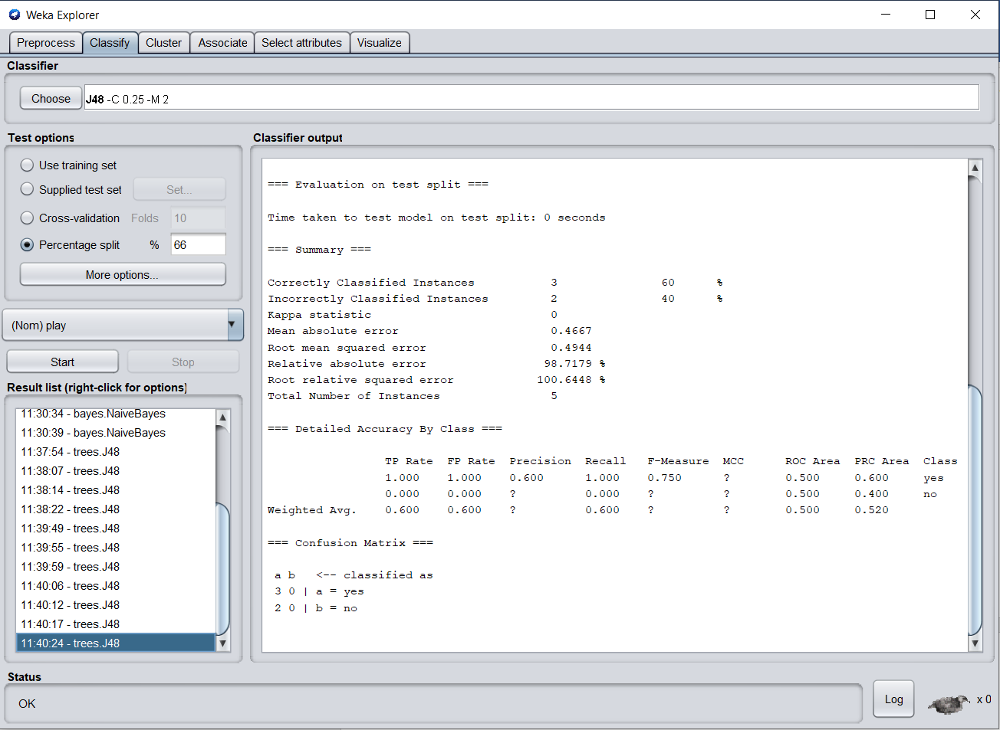 Weka Explorer
Preprocess Classify Cluster Associate Select attributes Visualize
Classifier
Choose J48 -C 0.25 -M 2
Test options
Use training set
Supplied test set Set...
Cross-validation Folds 10
Percentage split % 66
More options...
(Nom) play
Start Stop
Result list (right-click for options)
11:30:34 - bayes.NaiveBayes
11:30:39 - bayes.NaiveBayes
11:37:54 - trees.J48
11:38:07 - trees.J48
11:38:14 - trees.J48
11:38:22 - trees.J48
11:39:49 - trees.J48
11:39:55 - trees.J48
11:39:59 - trees.J48
11:40:06 - trees.J48
11:40:12 - trees.J48
11:40:17 - trees.J48
11:40:24 - trees.J48
Classifier output
=== Evaluation on test split ===
Time taken to test model on test split: 0 seconds
=== Summary ===
Correctly Classified Instances 3 60 %
Incorrectly Classified Instances 2 40 %
Kappa statistic 0
Mean absolute error 0.4667
Root mean squared error 0.4944
Relative absolute error 98.7179 %
Root relative squared error 100.6448 %
Total Number of Instances 5
=== Detailed Accuracy By Class ===
TP Rate FP Rate Precision Recall F-Measure MCC ROC Area PRC Area Class
1.000 1.000 0.600 1.000 0.750 ? 0.500 0.600 yes
0.000 0.000 ? 0.000 ? ? 0.500 0.400 no
Weighted Avg. 0.600 0.600 ? 0.600 ? ? 0.500 0.520
=== Confusion Matrix ===
a b <-- classified as
3 0 | a = yes
2 0 | b = no
Status
OK
Log x 0